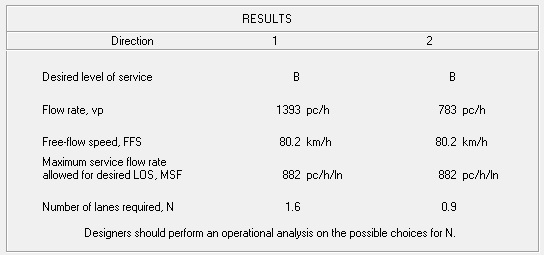 RESULTS
Direction 1 2
Desired level of service B B
Flow rate, vp 1393 pc/h 783 pc/h
Free-flow speed, FFS 80.2 km/h 80.2 km/h
Maximum service flow rate
allowed for desired LOS, MSF 882 pc/h/ln 882 pc/h/ln
Number of lanes required, N 1.6 0.9
Designers should perform an operational analysis on the possible choices for N.